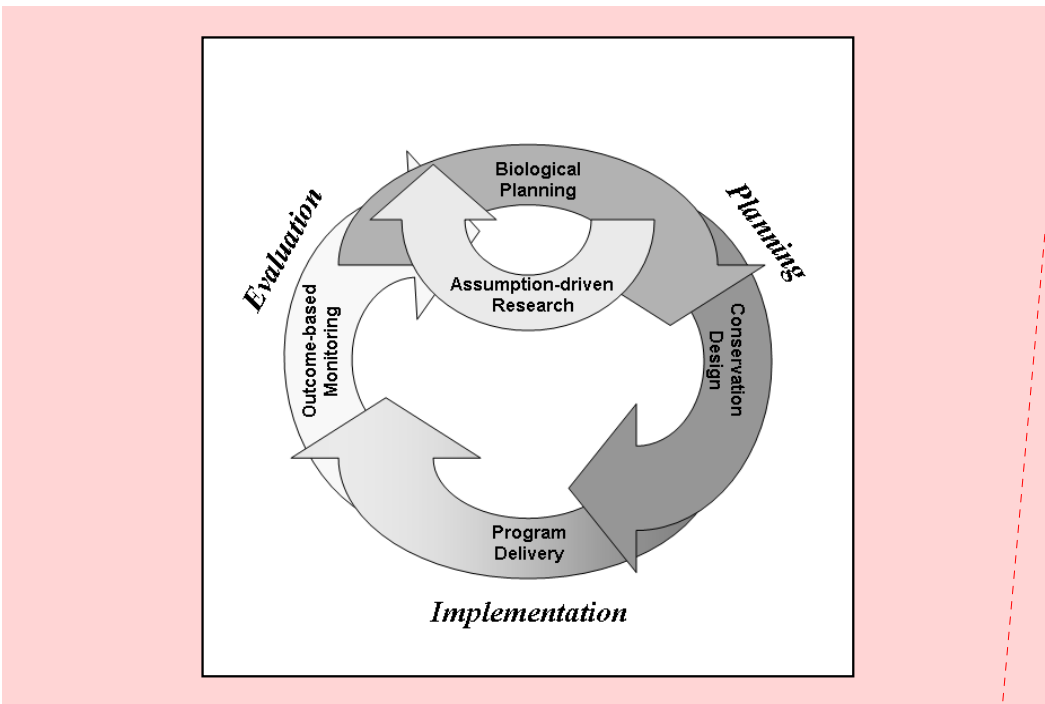 Biological
Planning
Planning
Evaluation
Assumption-driven
Research
Conservation
Design
Outcome-based
Monitoring
Program
Delivery
Implementation